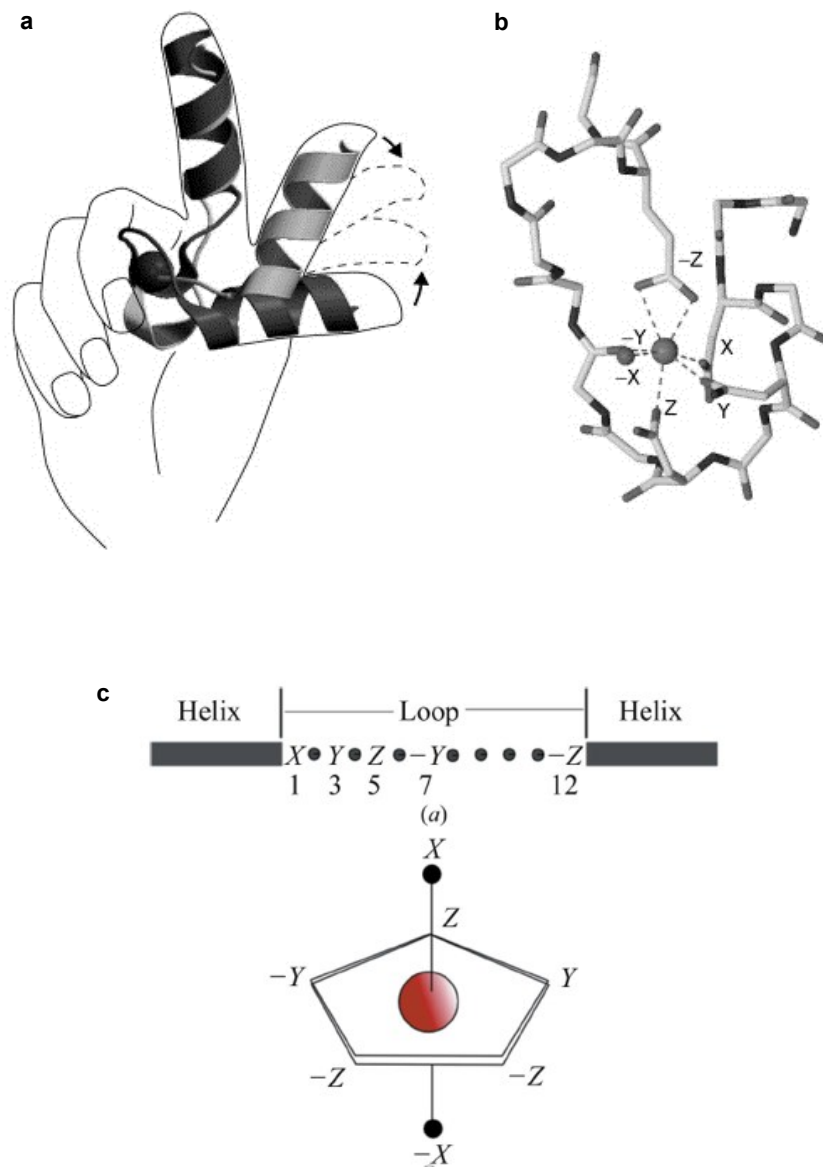 a
b
–Z
–Y
X
–X
Z
Y
c
Helix
Loop
Helix
X Y Z –Y –Z
1 3 5 7 12
(a)
X
Z
–Y
Y
–Z
–Z
–X